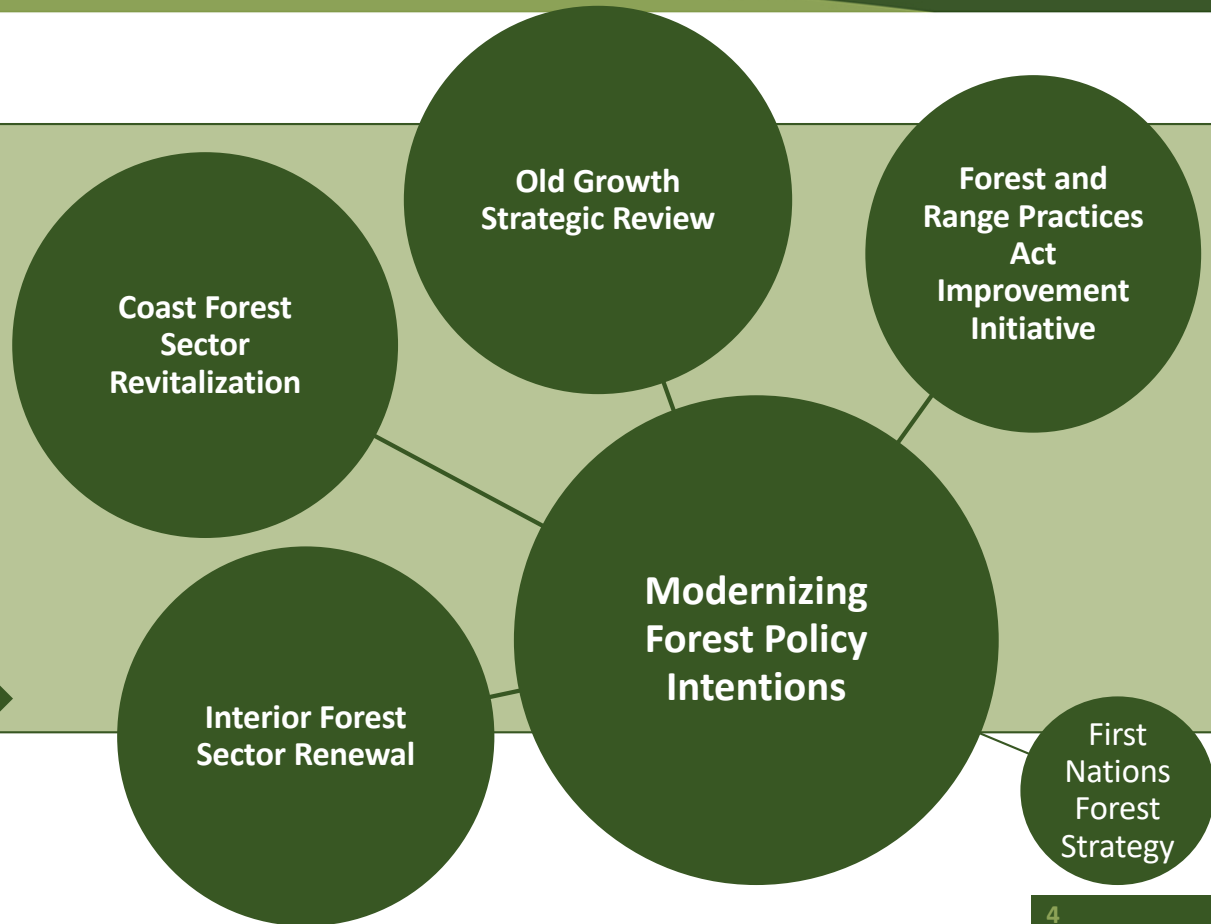 Old Growth
Strategic Review
Forest and
Range Practices
Act
Improvement
Initiative
Coast Forest
Sector
Revitalization
Modernizing
Forest Policy
Intentions
Interior Forest
Sector Renewal
First
Nations
Forest
Strategy
4